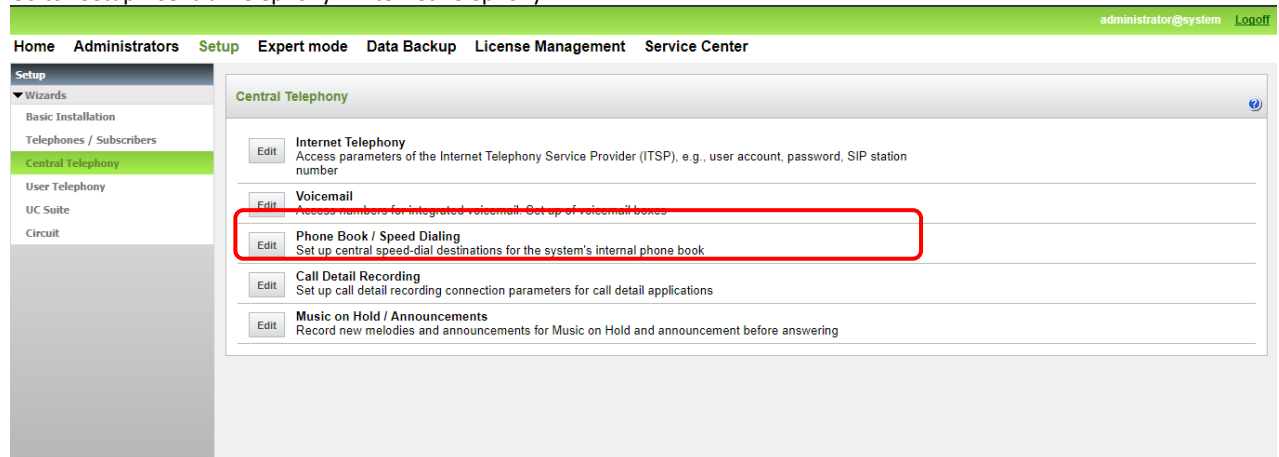 administrator@system Logoff
Home Administrators Setup Expert mode Data Backup License Management Service Center
Setup
Wizards
Basic Installation
Telephones / Subscribers
Central Telephony
User Telephony
UC Suite
Circuit
Central Telephony
Edit
Internet Telephony
Access parameters of the Internet Telephony Service Provider (ITSP), e.g., user account, password, SIP station
number
Edit
Voicemail
Access numbers for integrated voicemail. Set up of voicemail boxes
Edit
Phone Book / Speed Dialing
Set up central speed-dial destinations for the system's internal phone book
Edit
Call Detail Recording
Set up call detail recording connection parameters for call detail applications
Edit
Music on Hold / Announcements
Record new melodies and announcements for Music on Hold and announcement before answering